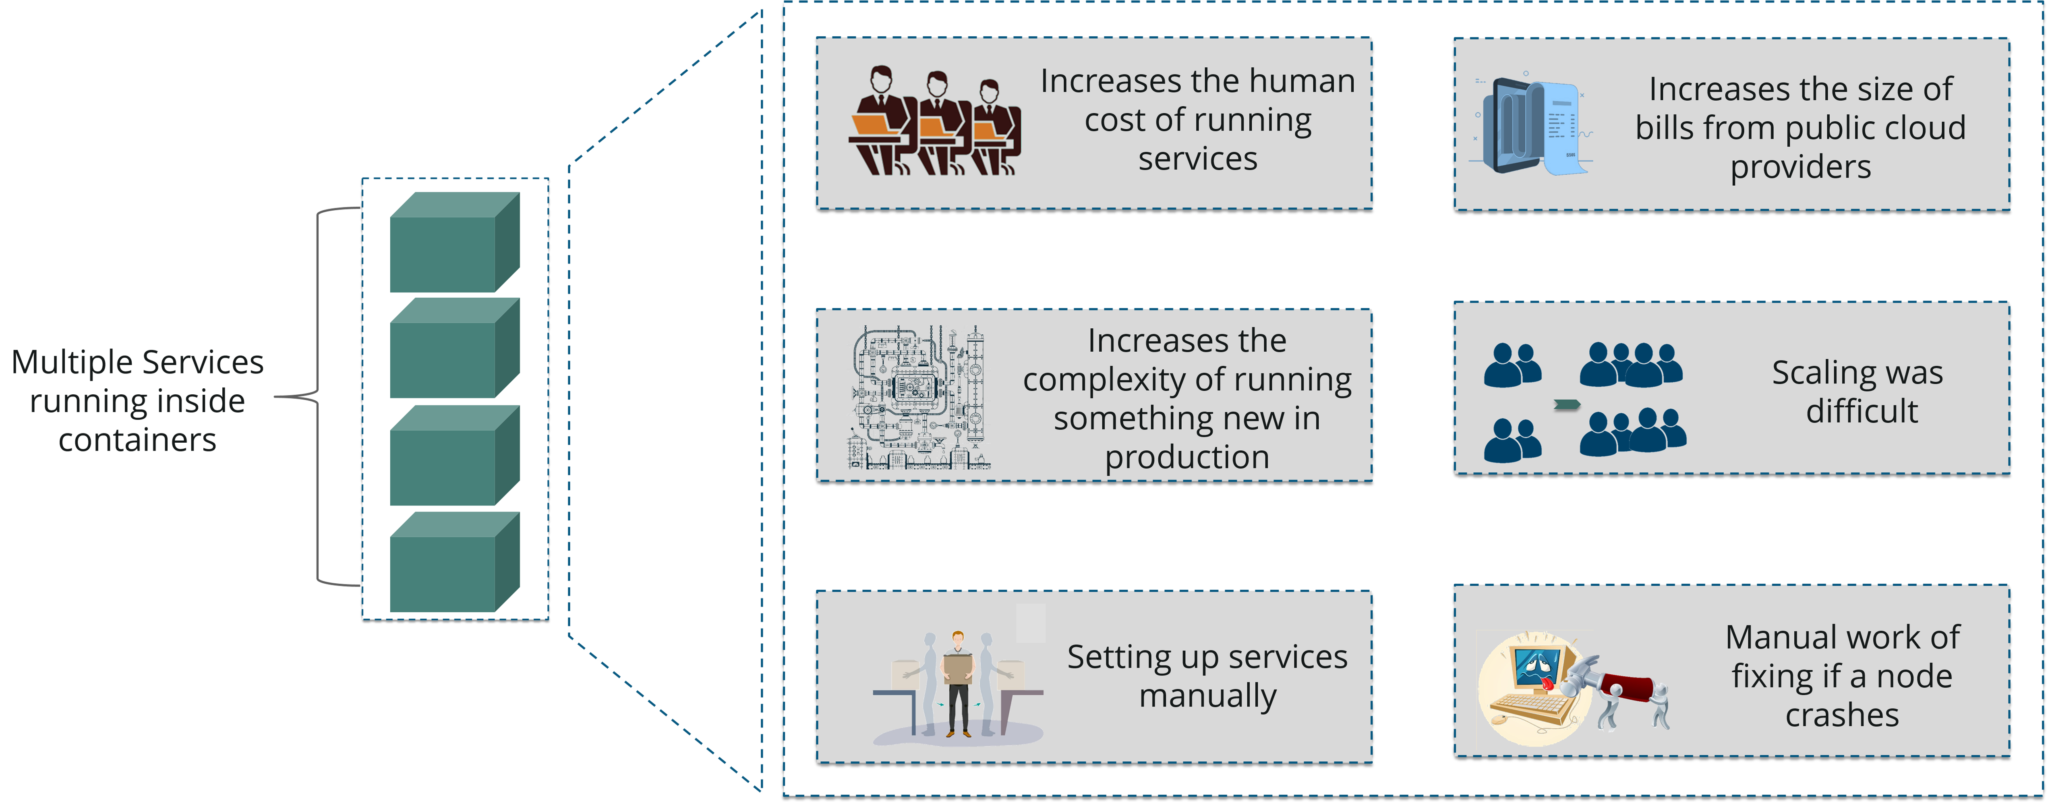 Multiple Services
running inside
containers
Increases the human
cost of running
services
Increases the size of
bills from public cloud
providers
Increases the
complexity of running
something new in
production
Scaling was
difficult
Setting up services
manually
Manual work of
fixing if a node
crashes